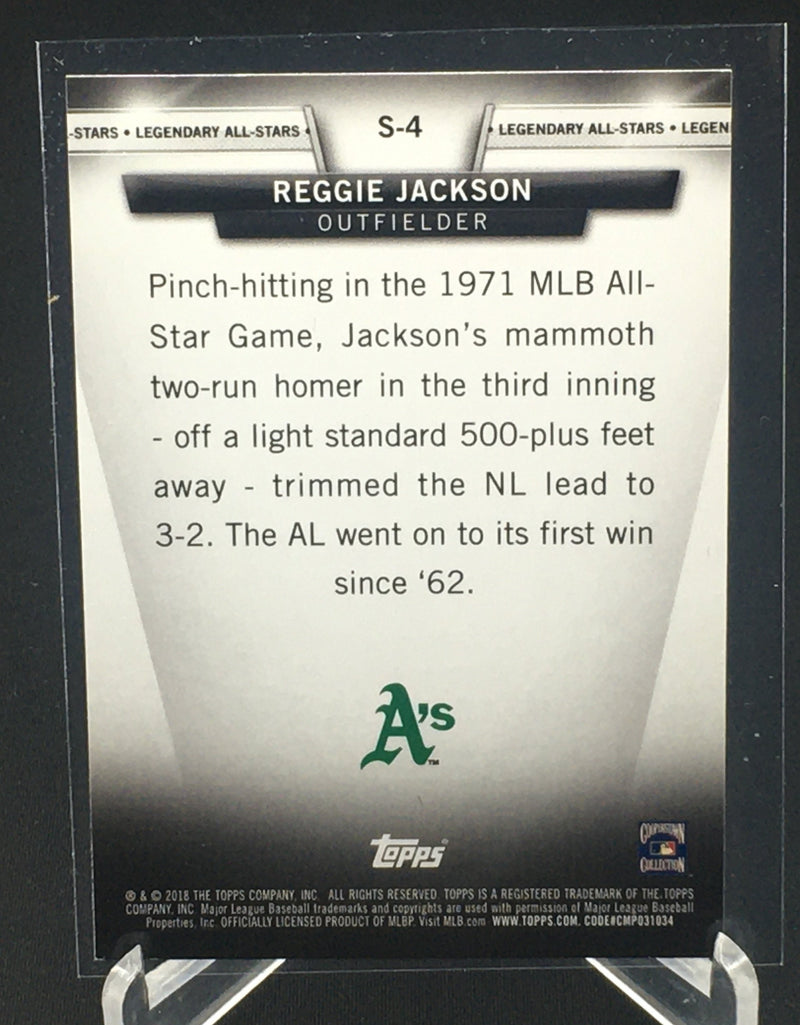 -STARS • LEGENDARY ALL-STARS •
S-4
• LEGENDARY ALL-STARS • LEGEN
REGGIE JACKSON
OUTFIELDER
Pinch-hitting in the 1971 MLB All-
Star Game, Jackson's mammoth
two-run homer in the third inning
- off a light standard 500-plus feet
away - trimmed the NL lead to
3-2. The AL went on to its first win
since ‘62.
A's™
Topps®
COOPERSTOWN
COLLECTION
® & © 2018 THE TOPPS COMPANY, INC. ALL RIGHTS RESERVED. TOPPS IS A REGISTERED TRADEMARK OF THE TOPPS
COMPANY, INC. Major League Baseball trademarks and copyrights are used with permission of Major League Baseball
Properties, Inc. OFFICIALLY LICENSED PRODUCT OF MLBP. Visit MLB.com WWW.TOPPS.COM. CODE#CMP031034